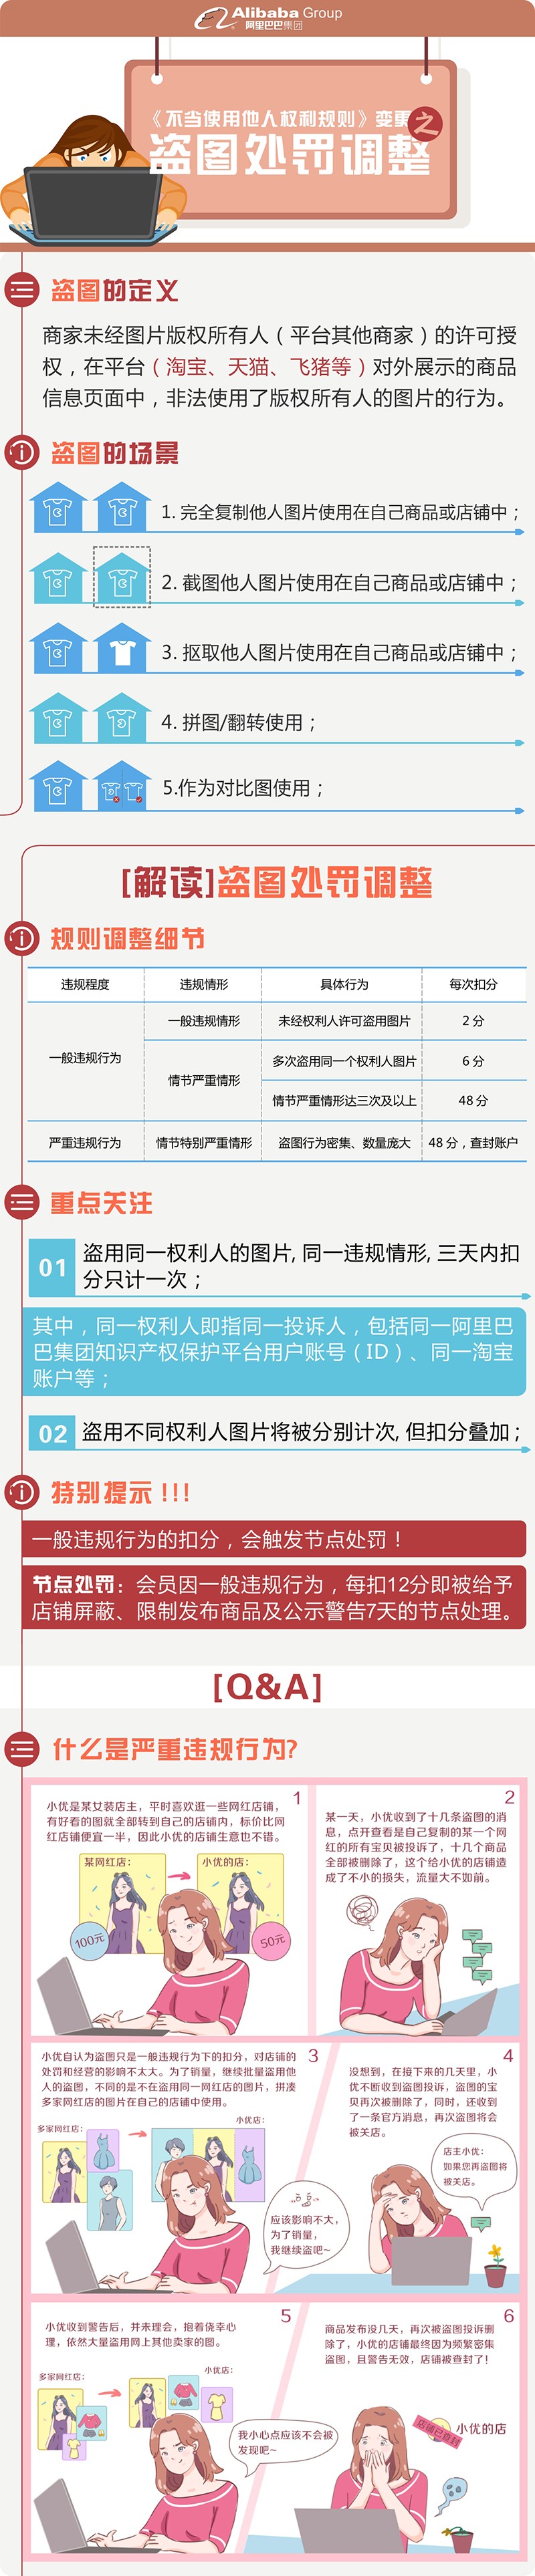 Alibaba Group
阿里巴巴集团
《不当使用他人权利规则》变更之
盗图处罚调整
盗图的定义
商家未经图片版权所有人（平台其他商家）的许可授
权，在平台（淘宝、天猫、飞猪等）对外展示的商品
信息页面中，非法使用了版权所有人的图片的行为。
盗图的场景
1. 完全复制他人图片使用在自己商品或店铺中；
2. 截图他人图片使用在自己商品或店铺中；
3. 抠取他人图片使用在自己商品或店铺中；
4. 拼图/翻转使用；
5.作为对比图使用；
[解读]盗图处罚调整
规则调整细节
违规程度 违规情形 具体行为 每次扣分
一般违规行为 一般违规情形 未经权利人许可盗用图片 2 分
情节严重情形 多次盗用同一个权利人图片 6 分
情节严重情形达三次及以上 48 分
严重违规行为 情节特别严重情形 盗图行为密集、数量庞大 48 分，查封账户
重点关注
01 盗用同一权利人的图片, 同一违规情形, 三天内扣
分只计一次；
其中，同一权利人即指同一投诉人，包括同一阿里巴
巴集团知识产权保护平台用户账号（ID）、同一淘宝
账户等；
02 盗用不同权利人图片将被分别计次, 但扣分叠加；
特别提示 !!!
一般违规行为的扣分，会触发节点处罚！
节点处罚：会员因一般违规行为，每扣12分即被给予
店铺屏蔽、限制发布商品及公示警告7天的节点处理。
[Q&A]
什么是严重违规行为?
1
小优是某女装店主，平时喜欢逛一些网红店铺，
有好看的图就全部转到自己的店铺内，标价比网
红店铺便宜一半，因此小优的店铺生意也不错。
某网红店： 小优的店：
100元 50元
2
某一天，小优收到了十几条盗图的消
息，点开查看是自己复制的某一个网
红的所有宝贝被投诉了，十几个商品
全部被删除了，这个给小优的店铺造
成了不小的损失，流量大不如前。
3
小优自认为盗图只是一般违规行为下的扣分，对店铺的
处罚和经营的影响不太大。为了销量，继续批量盗用他
人的盗图，不同的是不在盗用同一网红店的图片，拼凑
多家网红店的图片在自己的店铺中使用。
多家网红店： 小优店：
应该影响不大，
为了销量，
我继续盗吧~
4
没想到，在接下来的几天里，小
优不断收到盗图投诉，盗图的宝
贝再次被删除了，同时，还收到
了一条官方消息，再次盗图将会
被关店。
店主小优：
如果您再盗图将
被关店。
5
小优收到警告后，并未理会，抱着侥幸心
理，依然大量盗用网上其他卖家的图。
多家网红店： 小优店：
我小心点应该不会被
发现吧~
6
商品发布没几天，再次被盗图投诉删
除了，小优的店铺最终因为频繁密集
盗图，且警告无效，店铺被查封了！
店铺已查封
小优的店